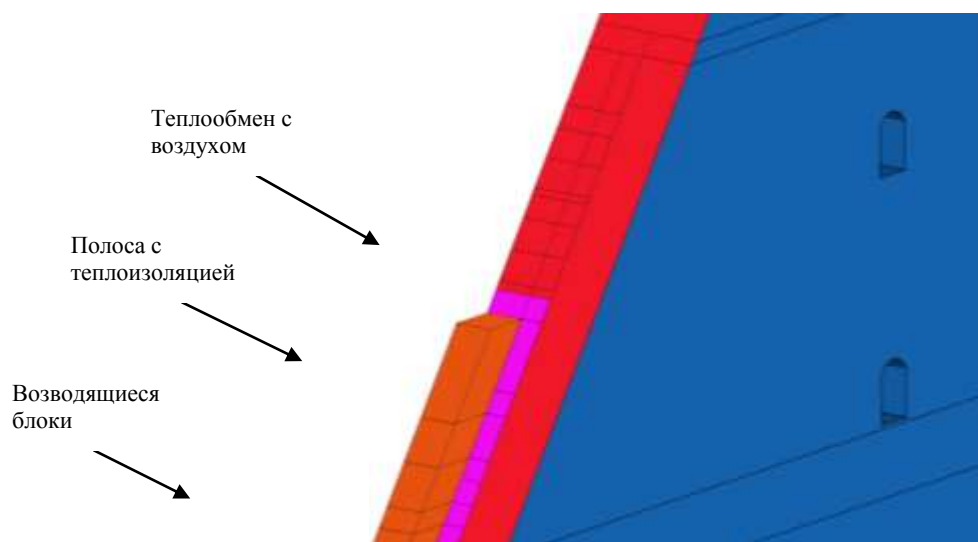 Теплообмен с
воздухом
Полоса с
теплоизоляцией
Возводящиеся
блоки